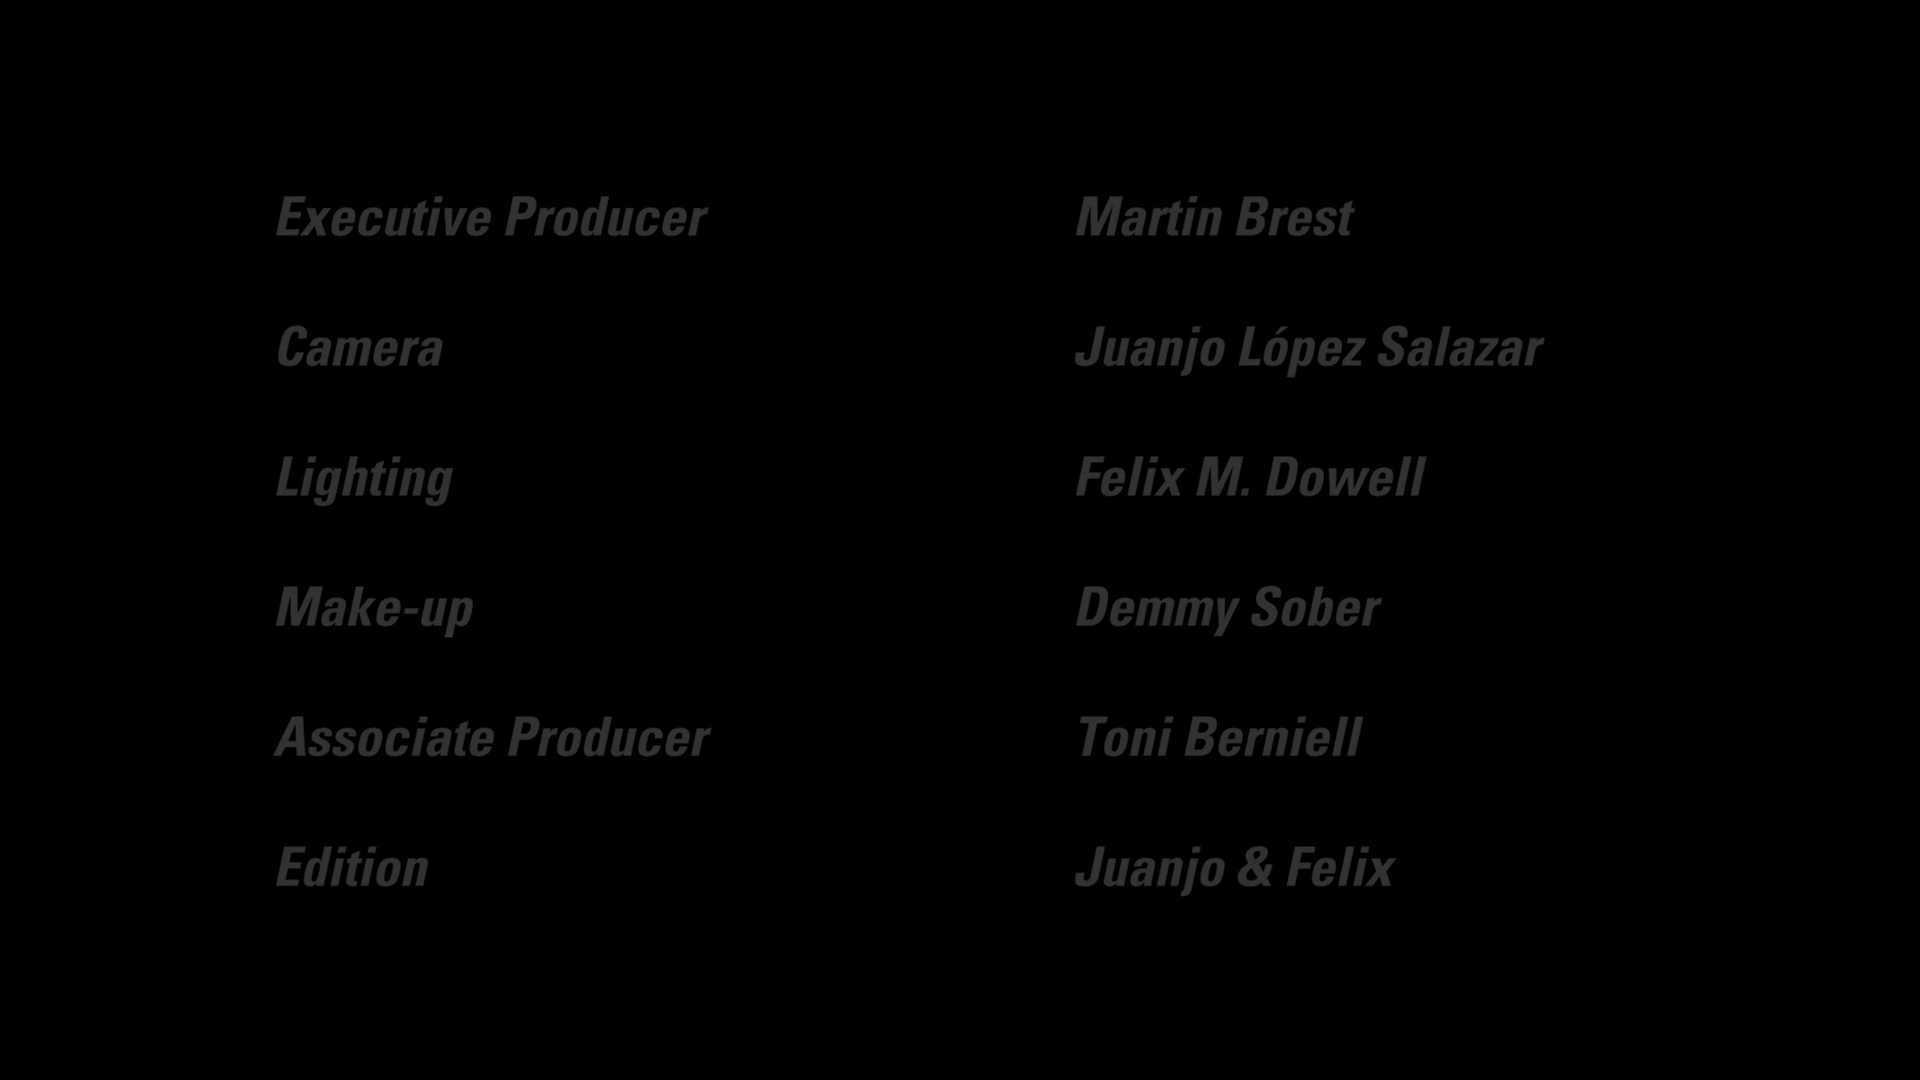 Executive Producer Martin Brest
Camera Juanjo López Salazar
Lighting Felix M. Dowell
Make-up Demmy Sober
Associate Producer Toni Berniell
Edition Juanjo & Felix